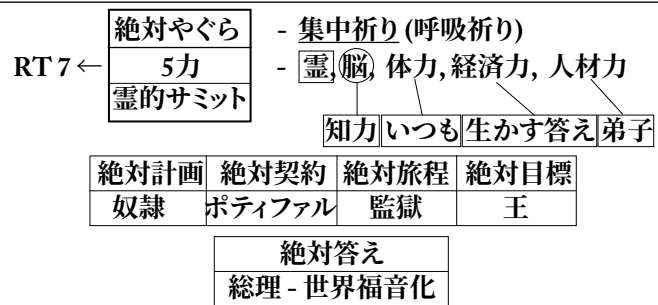 絶対やぐら - 集中祈り (呼吸祈り)
RT 7 ← 5力 - 霊, 脳, 体力, 経済力, 人材力
霊的サミット
知力 いつも 生かす答え 弟子
絶対計画 絶対契約 絶対旅程 絶対目標
奴隷 ポティファル 監獄 王
絶対答え
総理 - 世界福音化